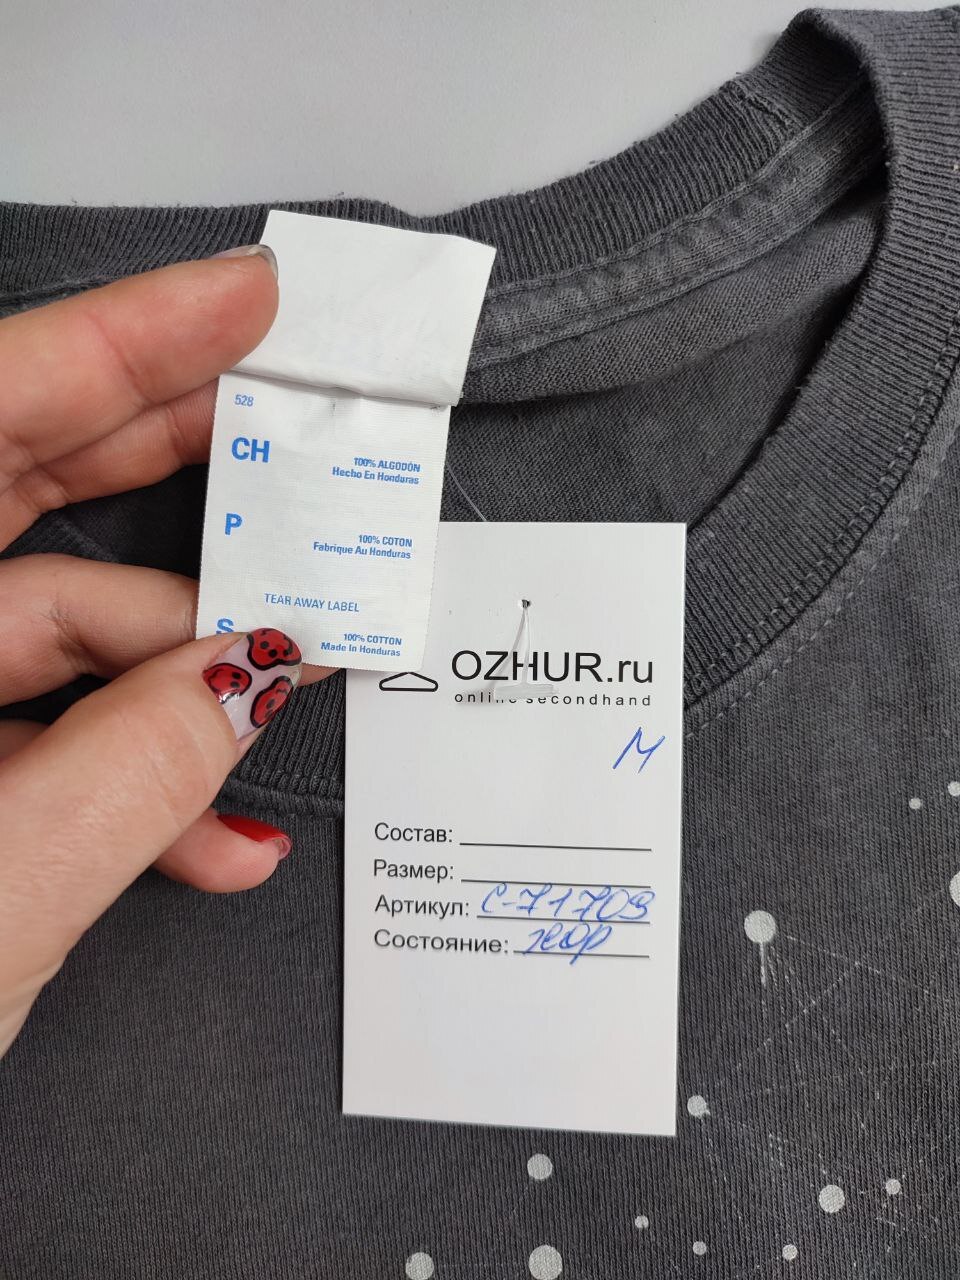 528
CH
100% ALGODÓN
Hecho En Honduras
P
100% COTON
Fabrique Au Honduras
TEAR AWAY LABEL
S
100% COTTON
Made In Honduras
OZHUR.ru
online secondhand
M
Состав:
Размер:
Артикул: С-71709
Состояние: хор